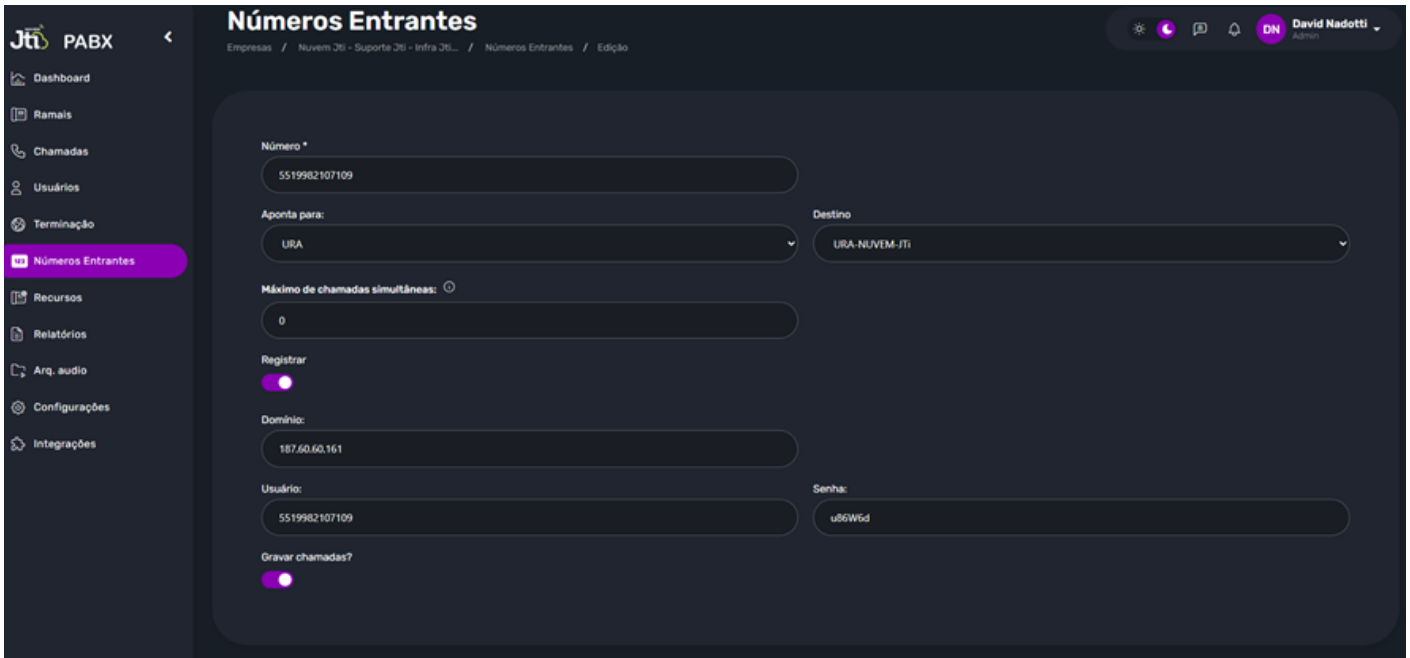 Jti PABX
Números Entrantes
Empresas / Nuvem Jti - Suporte Jti - Infra Jti... / Números Entrantes / Edição
DN David Nadotti
Admin
Dashboard
Ramais
Chamadas
Usuários
Terminação
Números Entrantes
Recursos
Relatórios
Arq. audio
Configurações
Integrações
Número *
5519982107109
Aponta para:
Destino
URA
URA-NUVEM-JTi
Máximo de chamadas simultâneas:
0
Registrar
Domínio:
187.60.60.161
Usuário:
Senha:
5519982107109
u86W6d
Gravar chamadas?